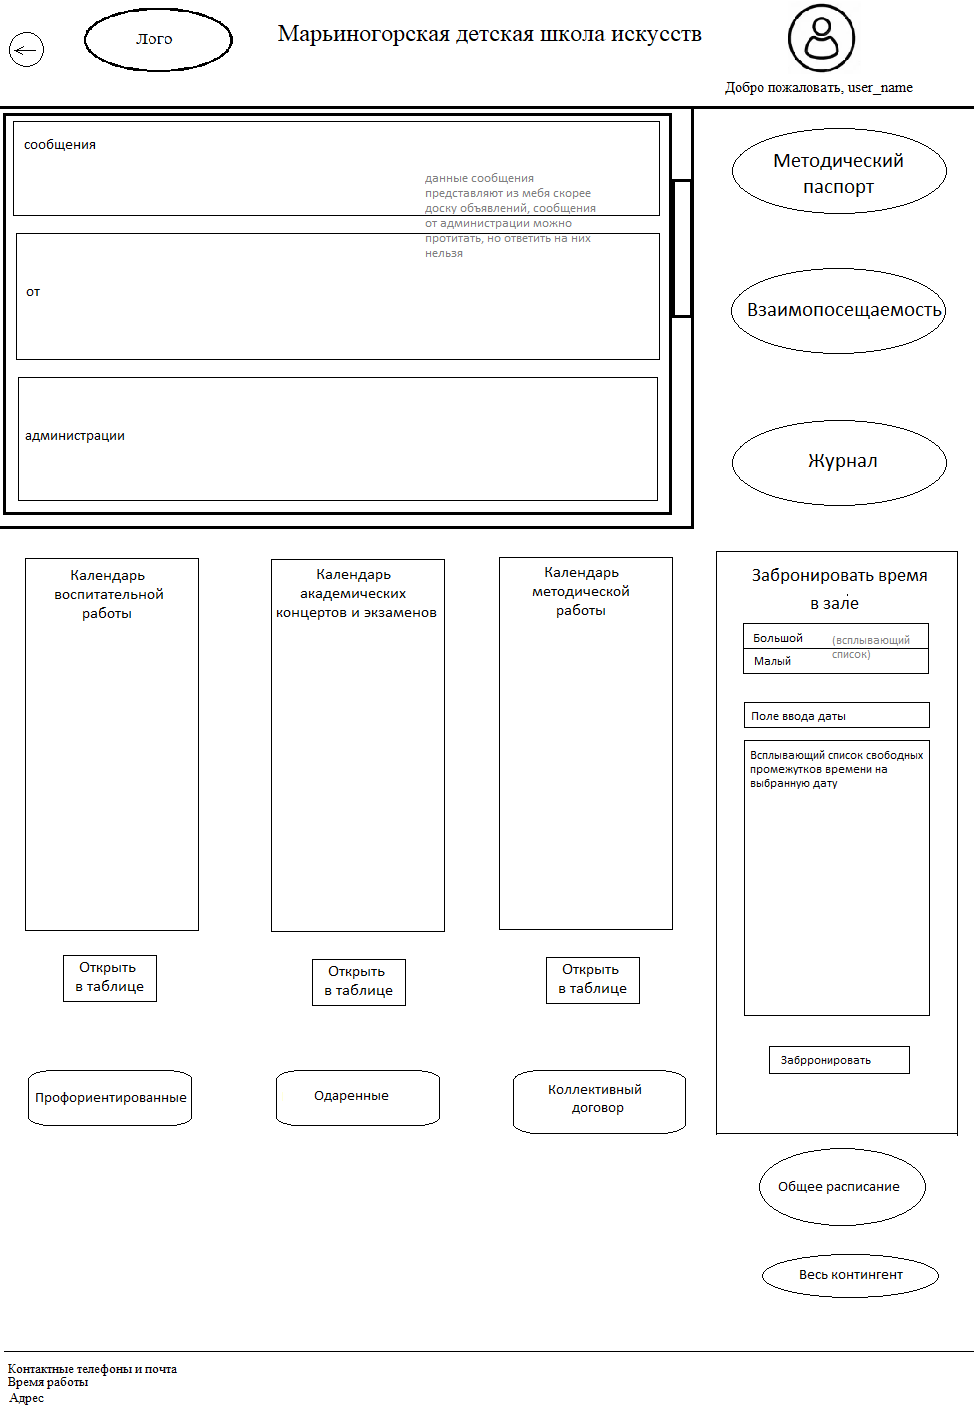 Лого
Марьиногорская детская школа искусств
Добро пожаловать, user_name
сообщения
данные сообщения
представляют из мебя скорее
доску объявлений, сообщения
от администрации можно
протитать, но ответить на них
нельзя
от
администрации
Методический
паспорт
Взаимопосещаемость
Журнал
Календарь
воспитательной
работы
Календарь
академических
концертов и экзаменов
Календарь
методической
работы
Забронировать время
в зале
Большой
(всплывающий
список)
Малый
Поле ввода даты
Всплывающий список свободных
промежутков времени на
выбранную дату
Забрронировать
Открыть
в таблице
Открыть
в таблице
Открыть
в таблице
Профориентированные
Одаренные
Коллективный
договор
Общее расписание
Весь контингент
Контактные телефоны и почта
Время работы
Адрес